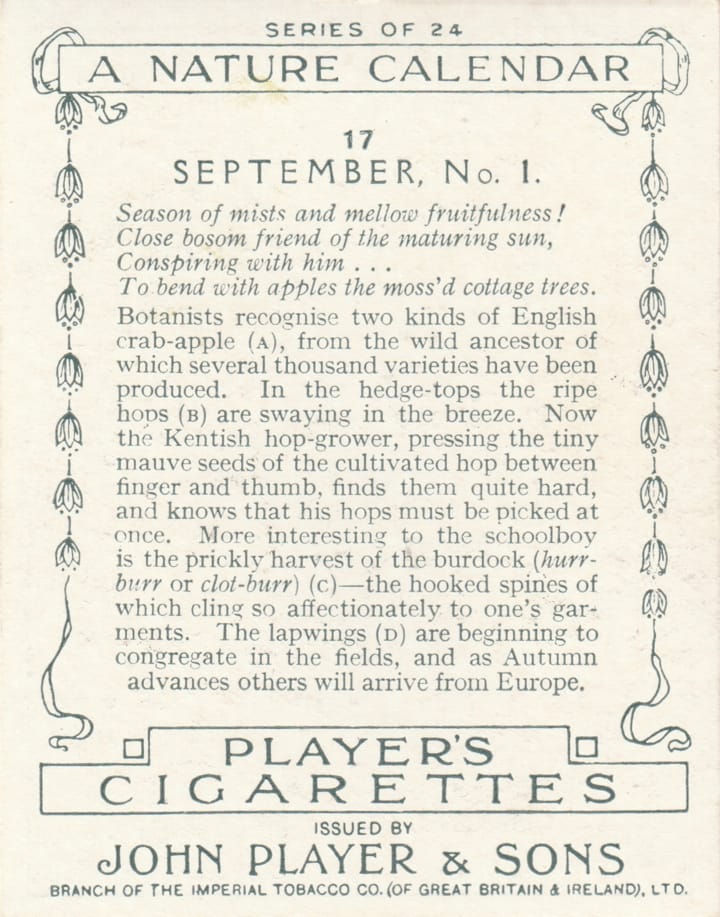 SERIES OF 24
A NATURE CALENDAR
17
SEPTEMBER, No. 1.
Season of mists and mellow fruitfulness!
Close bosom friend of the maturing sun,
Conspiring with him . . .
To bend with apples the moss'd cottage trees.
Botanists recognise two kinds of English
crab-apple (A), from the wild ancestor of
which several thousand varieties have been
produced. In the hedge-tops the ripe
hops (B) are swaying in the breeze. Now
the Kentish hop-grower, pressing the tiny
mauve seeds of the cultivated hop between
finger and thumb, finds them quite hard,
and knows that his hops must be picked at
once. More interesting to the schoolboy
is the prickly harvest of the burdock (hurr-
burr or clot-burr) (C)—the hooked spines of
which cling so affectionately to one's gar-
ments. The lapwings (D) are beginning to
congregate in the fields, and as Autumn
advances others will arrive from Europe.
PLAYER'S
CIGARETTES
ISSUED BY
JOHN PLAYER & SONS
BRANCH OF THE IMPERIAL TOBACCO CO. (OF GREAT BRITAIN & IRELAND), LTD.